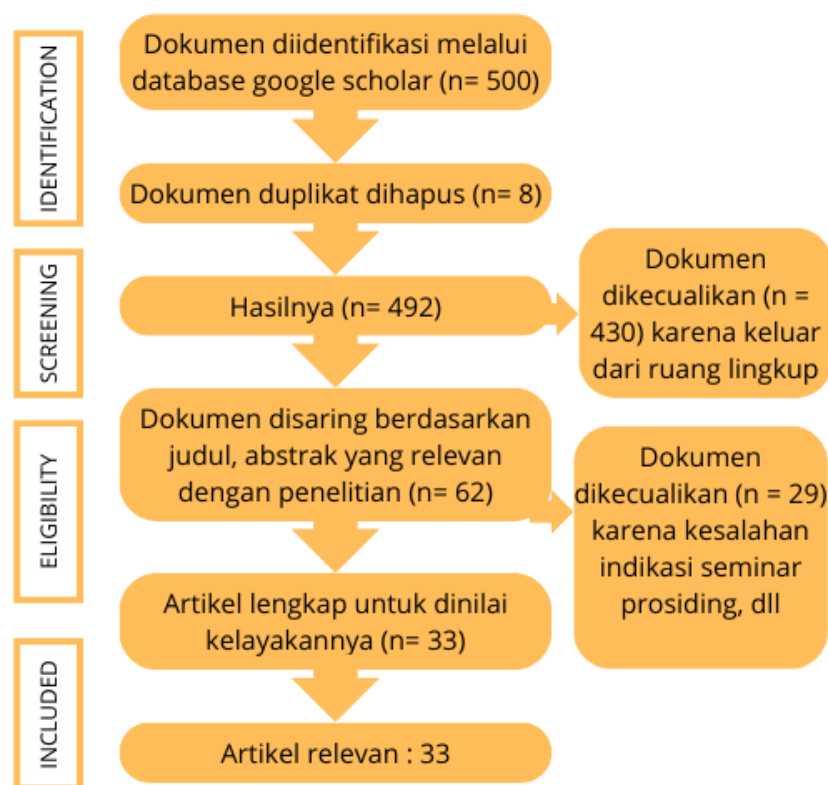 IDENTIFICATION
Dokumen diidentifikasi melalui
database google scholar (n= 500)
Dokumen duplikat dihapus (n= 8)
SCREENING
Hasilnya (n= 492)
Dokumen
dikecualikan (n =
430) karena keluar
dari ruang lingkup
ELIGIBILITY
Dokumen disaring berdasarkan
judul, abstrak yang relevan
dengan penelitian (n= 62)
Dokumen
dikecualikan (n = 29)
karena kesalahan
indikasi seminar
prosiding, dll
Artikel lengkap untuk dinilai
kelayakannya (n= 33)
INCLUDED
Artikel relevan : 33